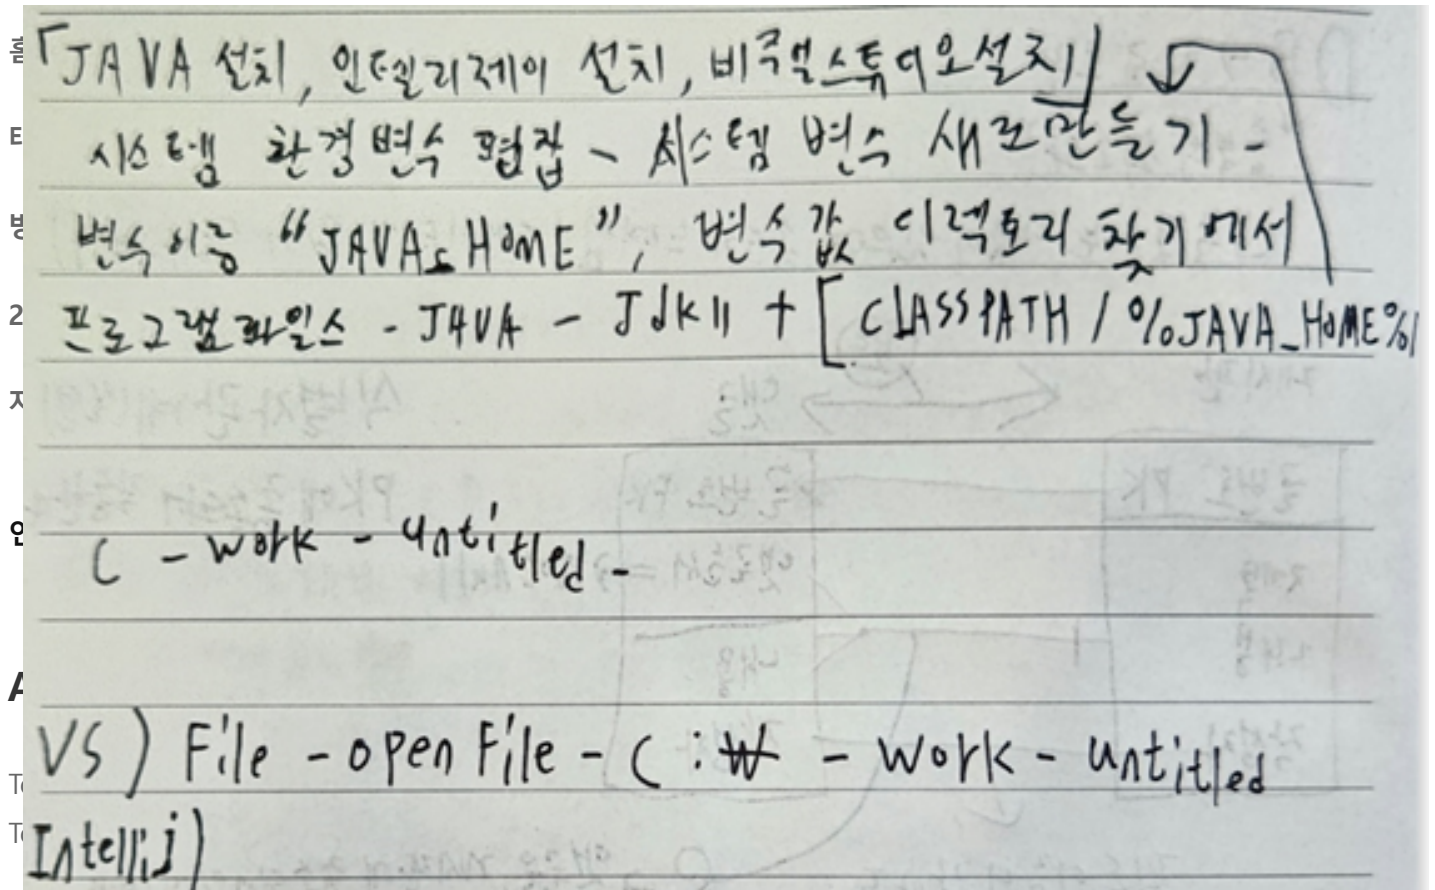 「JAVA 설치, 인텔리제이 설치, 비쥬얼스튜디오설치/
시스템 환경변수 편집 - 시스템 변수 새로만들기 -
변수이름 “JAVA_HOME”, 변수 값 디렉토리 찾기에서
프로그램파일스 - JAVA - Jdk11 + [CLASSPATH / %JAVA_HOME%/
C - work - untitled -
VS) File - open File - C:₩ - work - untitled
Intellij)